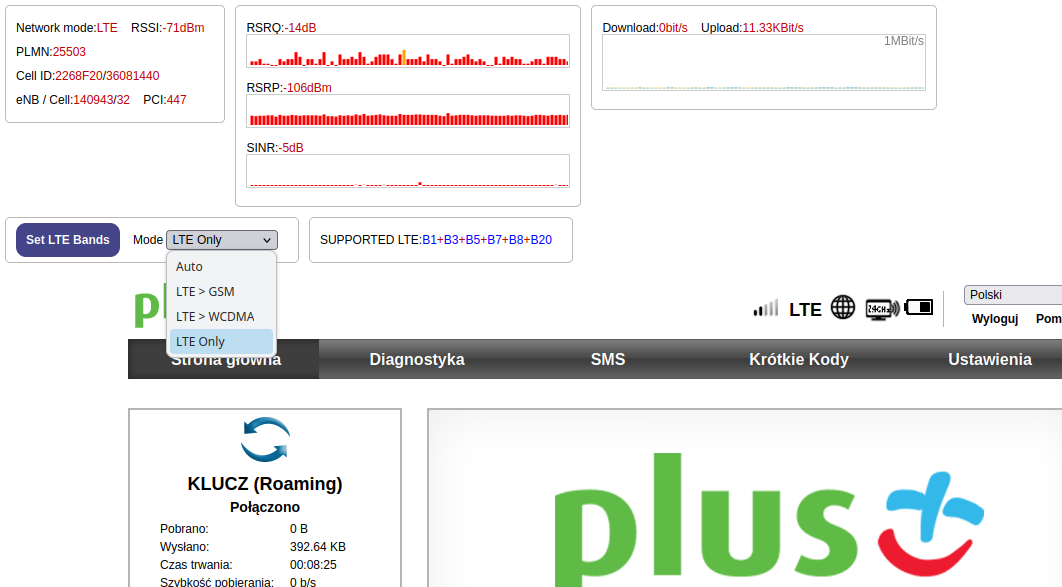 Network mode:LTE RSSI:-71dBm
PLMN:25503
Cell ID:2268F20/36081440
eNB / Cell:140943/32 PCI:447
RSRQ:-14dB
RSRP:-106dBm
SINR:-5dB
Download:0bit/s Upload:11.33KBit/s
1MBit/s
Set LTE Bands Mode LTE Only
SUPPORTED LTE:B1+B3+B5+B7+B8+B20
Auto
LTE > GSM
LTE > WCDMA
LTE Only
pl
LTE
2.4GHz
Polski
Wyloguj Pom
Strona główna Diagnostyka SMS Krótkie Kody Ustawienia
KLUCZ (Roaming)
Połączono
Pobrano: 0 B
Wysłano: 392.64 KB
Czas trwania: 00:08:25
Szybkość pobierania: 0 b/s
plus